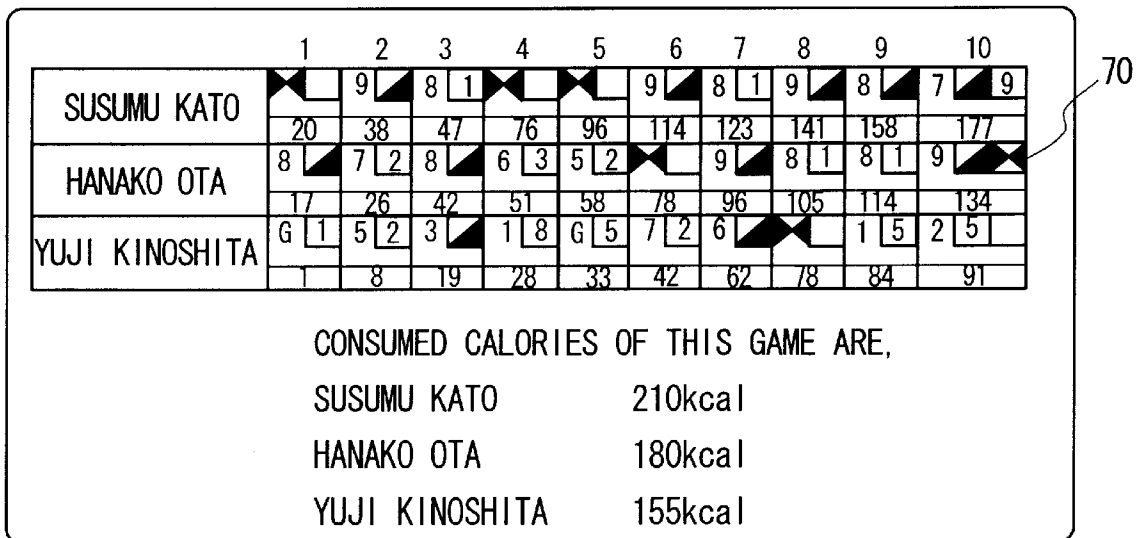 1 2 3 4 5 6 7 8 9 10
70
SUSUMU KATO 9 8 1 9 8 1 9 8 7 9
20 38 47 76 96 114 123 141 158 177
HANAKO OTA 8 7 2 8 6 3 5 2 9 8 1 8 1 9
17 26 42 51 58 78 96 105 114 134
YUJI KINOSHITA G 1 5 2 3 1 8 G 5 7 2 6 1 5 2 5
1 8 19 28 33 42 62 78 84 91
CONSUMED CALORIES OF THIS GAME ARE,
SUSUMU KATO 210kcal
HANAKO OTA 180kcal
YUJI KINOSHITA 155kcal